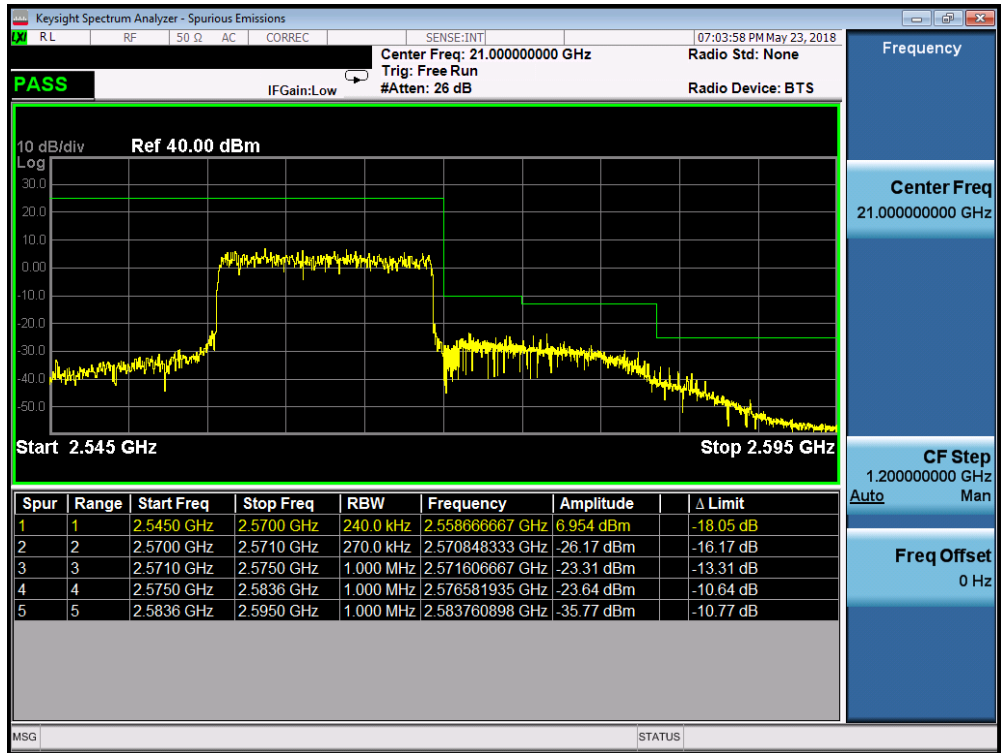 Keysight Spectrum Analyzer - Spurious Emissions
LXI RL RF 50 Ω AC CORREC SENSE:INT 07:03:58 PM May 23, 2018
Center Freq: 21.000000000 GHz Radio Std: None
Trig: Free Run
PASS IFGain:Low #Atten: 26 dB Radio Device: BTS
Frequency
10 dB/div Ref 40.00 dBm
Log
30.0
20.0
10.0
0.00
-10.0
-20.0
-30.0
-40.0
-50.0
Start 2.545 GHz Stop 2.595 GHz
Center Freq
21.000000000 GHz
CF Step
1.200000000 GHz
Auto Man
Freq Offset
0 Hz
Spur Range Start Freq Stop Freq RBW Frequency Amplitude Δ Limit
1 1 2.5450 GHz 2.5700 GHz 240.0 kHz 2.558666667 GHz 6.954 dBm -18.05 dB
2 2 2.5700 GHz 2.5710 GHz 270.0 kHz 2.570848333 GHz -26.17 dBm -16.17 dB
3 3 2.5710 GHz 2.5750 GHz 1.000 MHz 2.571606667 GHz -23.31 dBm -13.31 dB
4 4 2.5750 GHz 2.5836 GHz 1.000 MHz 2.576581935 GHz -23.64 dBm -10.64 dB
5 5 2.5836 GHz 2.5950 GHz 1.000 MHz 2.583760898 GHz -35.77 dBm -10.77 dB
MSG STATUS